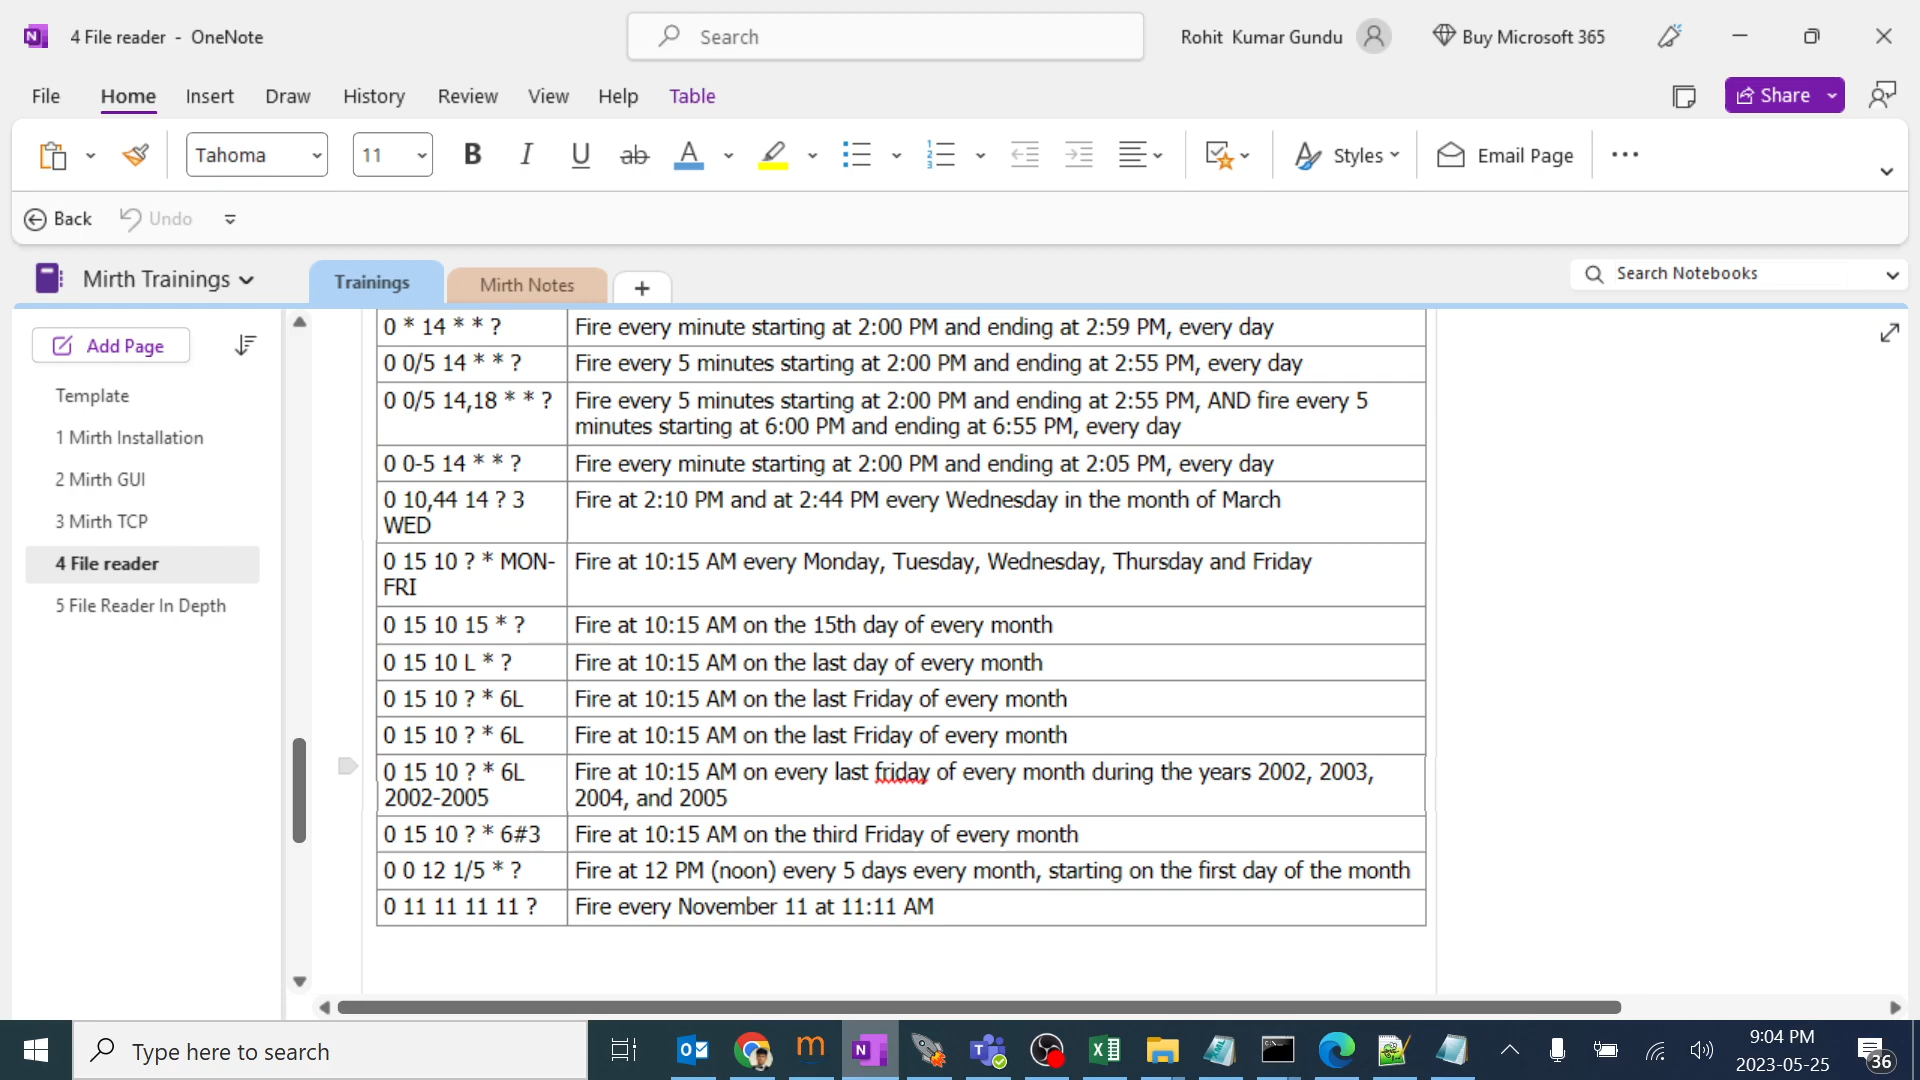 4 File reader - OneNote
Search
Rohit Kumar Gundu
Buy Microsoft 365
File Home Insert Draw History Review View Help Table
Share
Tahoma
11
B I U ab A
Styles
Email Page
Back
Undo
Mirth Trainings
Trainings
Mirth Notes
+
Search Notebooks
Add Page
Template
1 Mirth Installation
2 Mirth GUI
3 Mirth TCP
4 File reader
5 File Reader In Depth
0 * 14 * * ? Fire every minute starting at 2:00 PM and ending at 2:59 PM, every day
0 0/5 14 * * ? Fire every 5 minutes starting at 2:00 PM and ending at 2:55 PM, every day
0 0/5 14,18 * * ? Fire every 5 minutes starting at 2:00 PM and ending at 2:55 PM, AND fire every 5
minutes starting at 6:00 PM and ending at 6:55 PM, every day
0 0-5 14 * * ? Fire every minute starting at 2:00 PM and ending at 2:05 PM, every day
0 10,44 14 ? 3 Fire at 2:10 PM and at 2:44 PM every Wednesday in the month of March
WED
0 15 10 ? * MON- Fire at 10:15 AM every Monday, Tuesday, Wednesday, Thursday and Friday
FRI
0 15 10 15 * ? Fire at 10:15 AM on the 15th day of every month
0 15 10 L * ? Fire at 10:15 AM on the last day of every month
0 15 10 ? * 6L Fire at 10:15 AM on the last Friday of every month
0 15 10 ? * 6L Fire at 10:15 AM on the last Friday of every month
0 15 10 ? * 6L Fire at 10:15 AM on every last friday of every month during the years 2002, 2003,
2002-2005 2004, and 2005
0 15 10 ? * 6#3 Fire at 10:15 AM on the third Friday of every month
0 0 12 1/5 * ? Fire at 12 PM (noon) every 5 days every month, starting on the first day of the month
0 11 11 11 11 ? Fire every November 11 at 11:11 AM
Type here to search
9:04 PM
2023-05-25
36